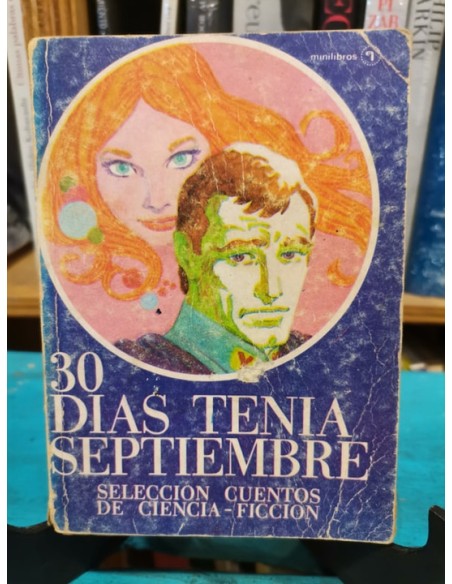 minilibros
30
DIAS TENIA
SEPTIEMBRE
SELECCION CUENTOS
DE CIENCIA-FICCION